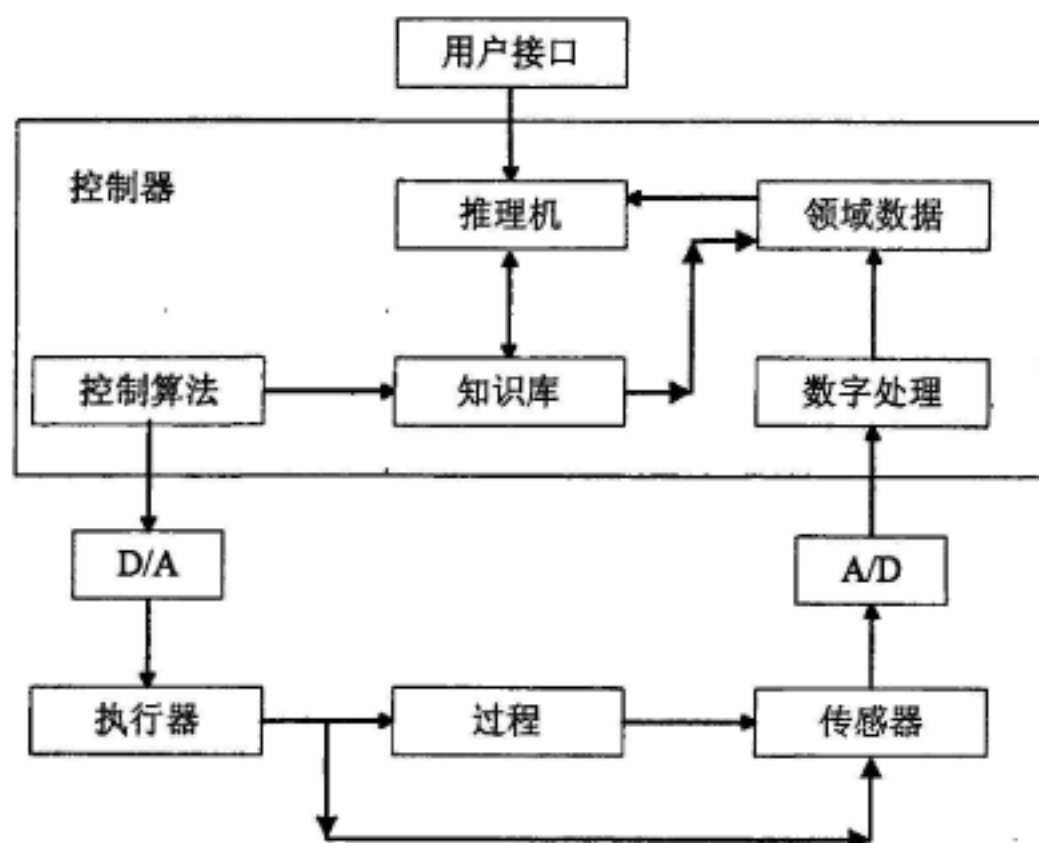 用户接口
控制器
推理机
领域数据
控制算法
知识库
数字处理
D/A
A/D
执行器
过程
传感器